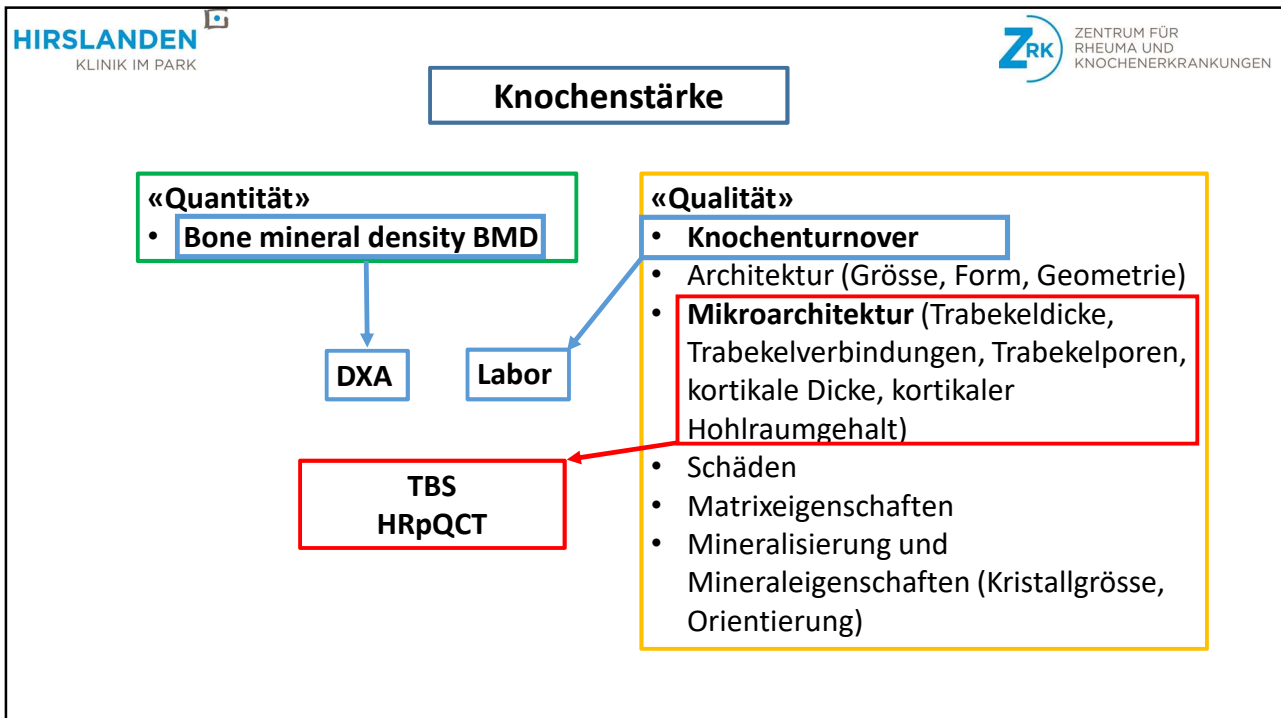 HIRSLANDEN
KLINIK IM PARK
ZRK
ZENTRUM FÜR
RHEUMA UND
KNOCHENERKRANKUNGEN
Knochenstärke
«Quantität»
• Bone mineral density BMD
DXA
Labor
TBS
HRpQCT
«Qualität»
• Knochenturnover
• Architektur (Grösse, Form, Geometrie)
• Mikroarchitektur (Trabekeldicke,
Trabekelverbindungen, Trabekelporen,
kortikale Dicke, kortikaler
Hohlraumgehalt)
• Schäden
• Matrixeigenschaften
• Mineralisierung und
Mineraleigenschaften (Kristallgrösse,
Orientierung)